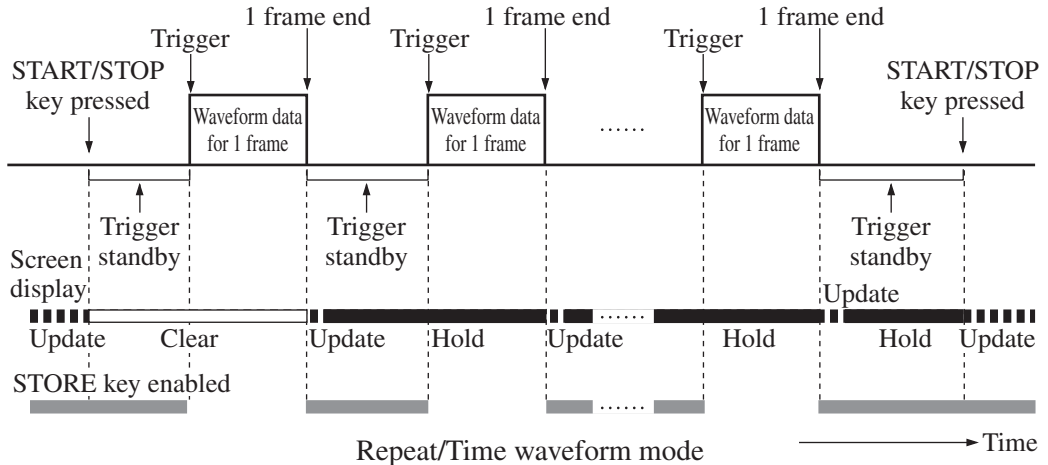 1 frame end
1 frame end
1 frame end
Trigger
Trigger
Trigger
START/STOP
key pressed
START/STOP
key pressed
Waveform data
for 1 frame
Waveform data
for 1 frame
......
Waveform data
for 1 frame
Trigger
standby
Trigger
standby
Trigger
standby
Screen
display
Update
......
Update
Clear
Update
Hold
Update
Hold
Hold
Update
STORE key enabled
......
Repeat/Time waveform mode
Time